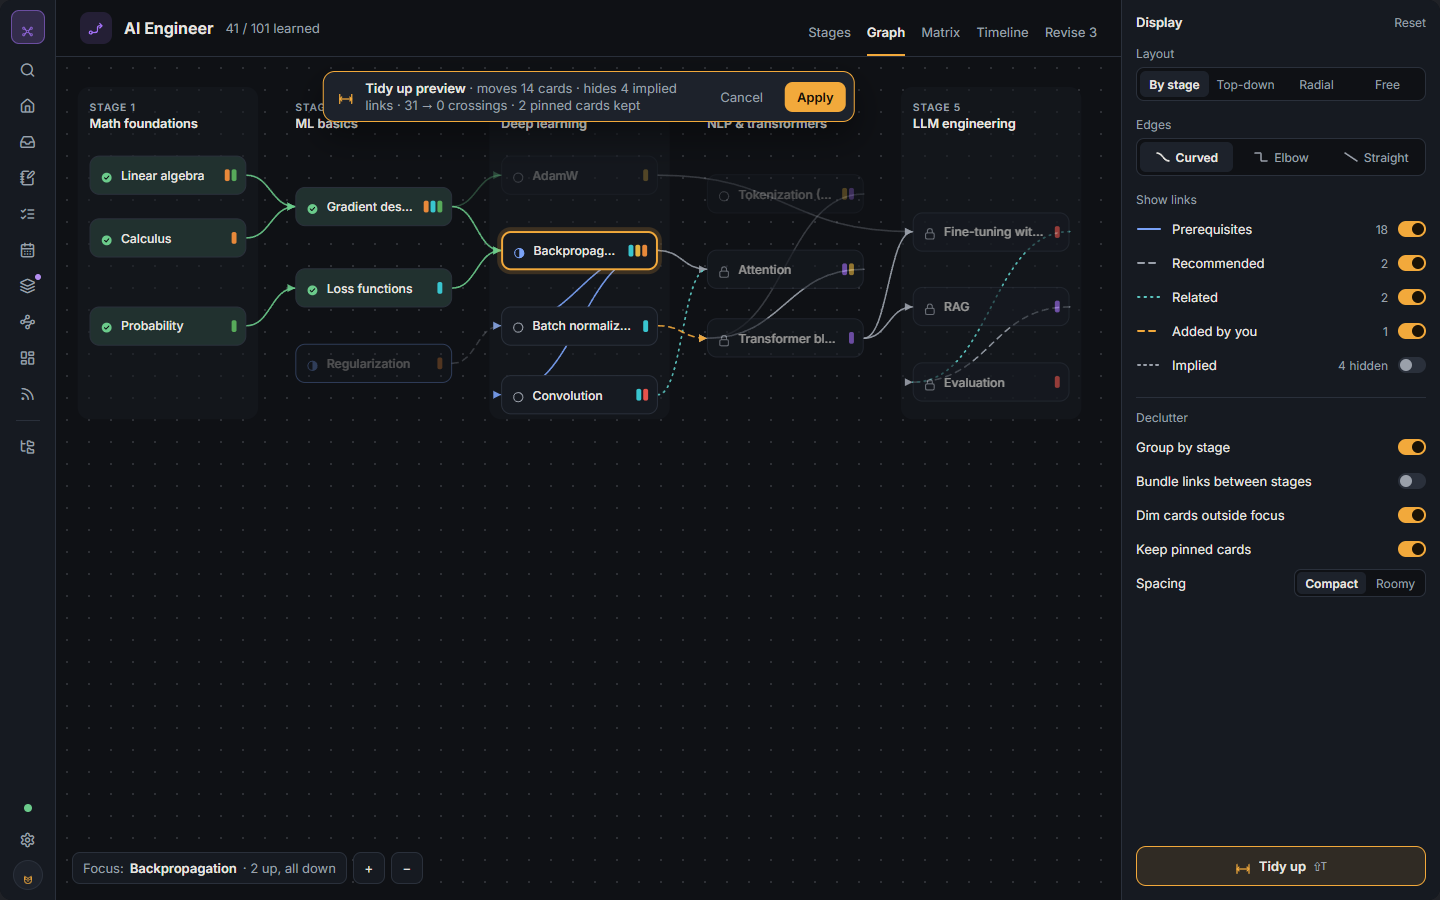 AI Engineer
41 / 101 learned
Stages
Graph
Matrix
Timeline
Revise 3
Tidy up preview · moves 14 cards · hides 4 implied
links · 31 → 0 crossings · 2 pinned cards kept
Cancel
Apply
STAGE 1
Math foundations
Linear algebra
Calculus
Probability
ML basics
Gradient des...
Loss functions
Regularization
Deep learning
AdamW
Backpropag...
Batch normaliz...
Convolution
NLP & transformers
Tokenization (...
Attention
Transformer bl...
STAGE 5
LLM engineering
Fine-tuning wit...
RAG
Evaluation
Focus: Backpropagation · 2 up, all down
+
−
Display
Reset
Layout
By stage
Top-down
Radial
Free
Edges
Curved
Elbow
Straight
Show links
Prerequisites 18
Recommended 2
Related 2
Added by you 1
Implied 4 hidden
Declutter
Group by stage
Bundle links between stages
Dim cards outside focus
Keep pinned cards
Spacing
Compact
Roomy
Tidy up ⇧T